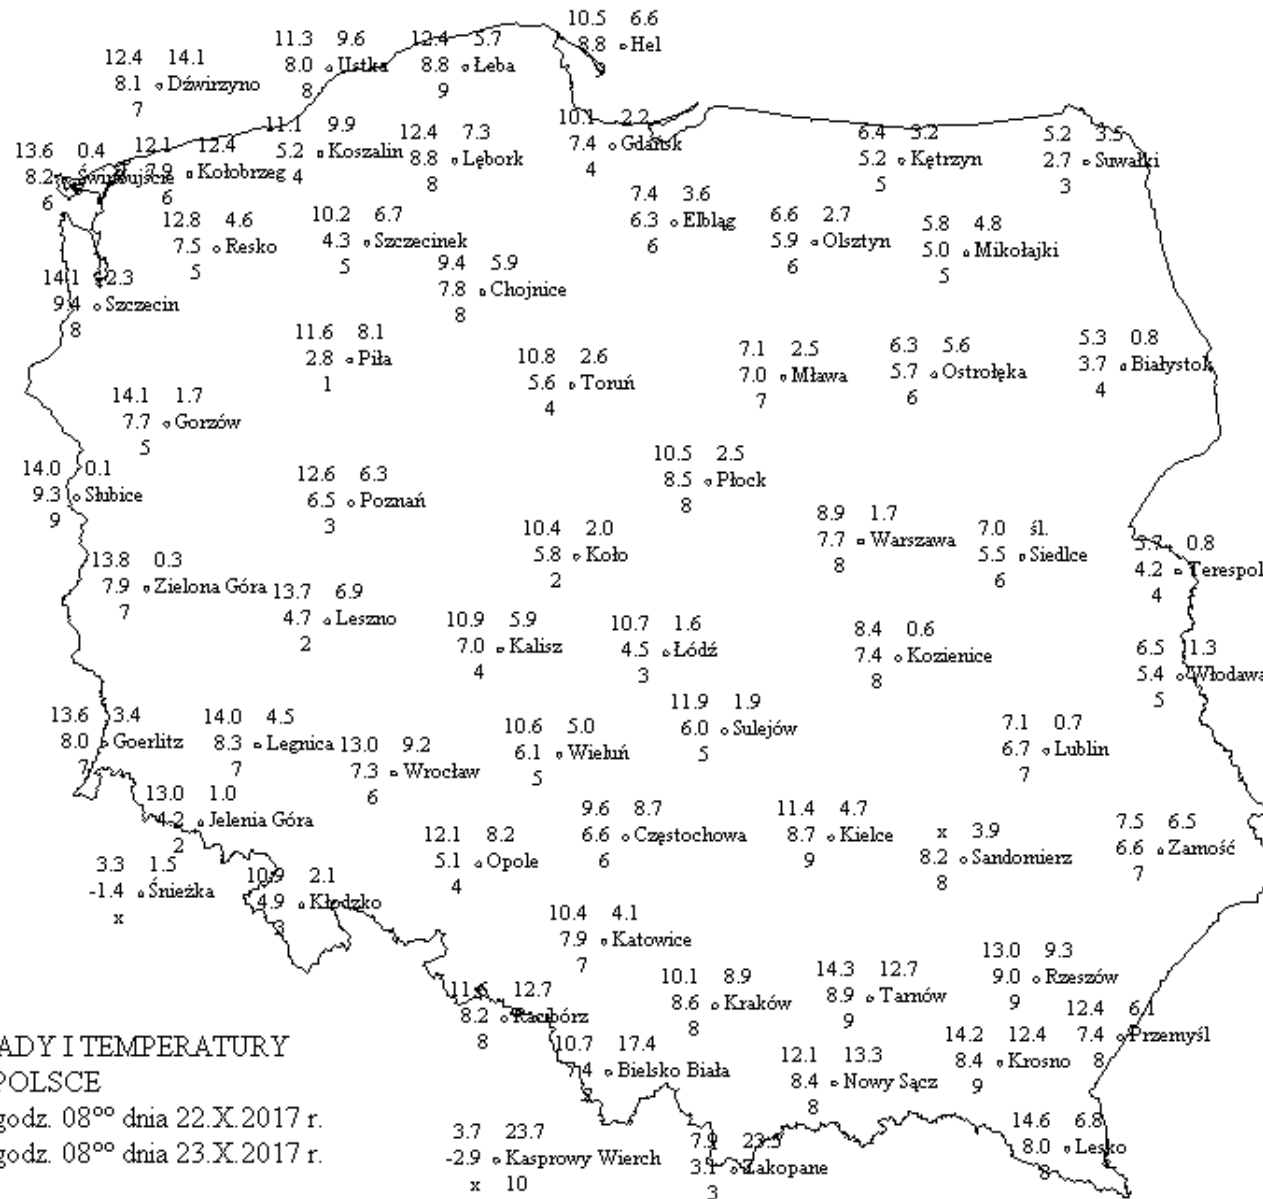 10.5 6.6
8.8 Hel
11.3 9.6
8.0 Ustka
8
12.4 5.7
8.8 Łeba
9
12.4 14.1
8.1 Dźwirzyno
7
13.6 0.4
8.2 Świnoujście
6
12.1 12.4
7.9 Kołobrzeg
6
11.1 9.9
5.2 Koszalin
4
12.4 7.3
8.8 Lębork
8
10.1 2.2
7.4 Gdańsk
4
6.4 3.2
5.2 Kętrzyn
5
5.2 3.5
2.7 Suwałki
3
12.8 4.6
7.5 Resko
5
10.2 6.7
4.3 Szczecinek
5
7.4 3.6
6.3 Elbląg
6
6.6 2.7
5.9 Olsztyn
6
5.8 4.8
5.0 Mikołajki
5
14.1 2.3
9.4 Szczecin
8
9.4 5.9
7.8 Chojnice
8
11.6 8.1
2.8 Piła
1
10.8 2.6
5.6 Toruń
4
7.1 2.5
7.0 Mława
7
6.3 5.6
5.7 Ostrołęka
6
5.3 0.8
3.7 Białystok
4
14.1 1.7
7.7 Gorzów
5
14.0 0.1
9.3 Słubice
9
12.6 6.3
6.5 Poznań
3
10.5 2.5
8.5 Płock
8
10.4 2.0
5.8 Koło
2
8.9 1.7
7.7 Warszawa
8
7.0 śl.
5.5 Siedlce
6
5.7 0.8
4.2 Terespol
4
13.8 0.3
7.9 Zielona Góra
7
13.7 6.9
4.7 Leszno
2
10.9 5.9
7.0 Kalisz
4
10.7 1.6
4.5 Łódź
3
8.4 0.6
7.4 Kozienice
8
6.5 1.3
5.4 Włodawa
5
13.6 3.4
8.0 Goerlitz
7
14.0 4.5
8.3 Legnica
7
13.0 9.2
7.3 Wrocław
6
10.6 5.0
6.1 Wieluń
5
11.9 1.9
6.0 Sulejów
5
7.1 0.7
6.7 Lublin
7
13.0 1.0
4.2 Jelenia Góra
2
12.1 8.2
5.1 Opole
4
9.6 8.7
6.6 Częstochowa
6
11.4 4.7
8.7 Kielce
9
x 3.9
8.2 Sandomierz
8
7.5 6.5
6.6 Zamość
7
3.3 1.5
-1.4 Śnieżka
x
10.9 2.1
4.9 Kłodzko
3
10.4 4.1
7.9 Katowice
7
10.1 8.9
8.6 Kraków
8
14.3 12.7
8.9 Tarnów
9
13.0 9.3
9.0 Rzeszów
9
12.7
8.2 Racibórz
8
12.4 6.1
7.4 Przemyśl
8
10.7 17.4
7.4 Bielsko Biała
12.1 13.3
8.4 Nowy Sącz
8
14.2 12.4
8.4 Krosno
9
3.7 23.7
-2.9 Kasprowy Wierch
x 10
7.9 23.5
3.1 Zakopane
3
14.6 6.8
8.0 Lesko
8
ADY I TEMPERATURY
POLSCE
godz. 08ºº dnia 22.X.2017 r.
godz. 08ºº dnia 23.X.2017 r.